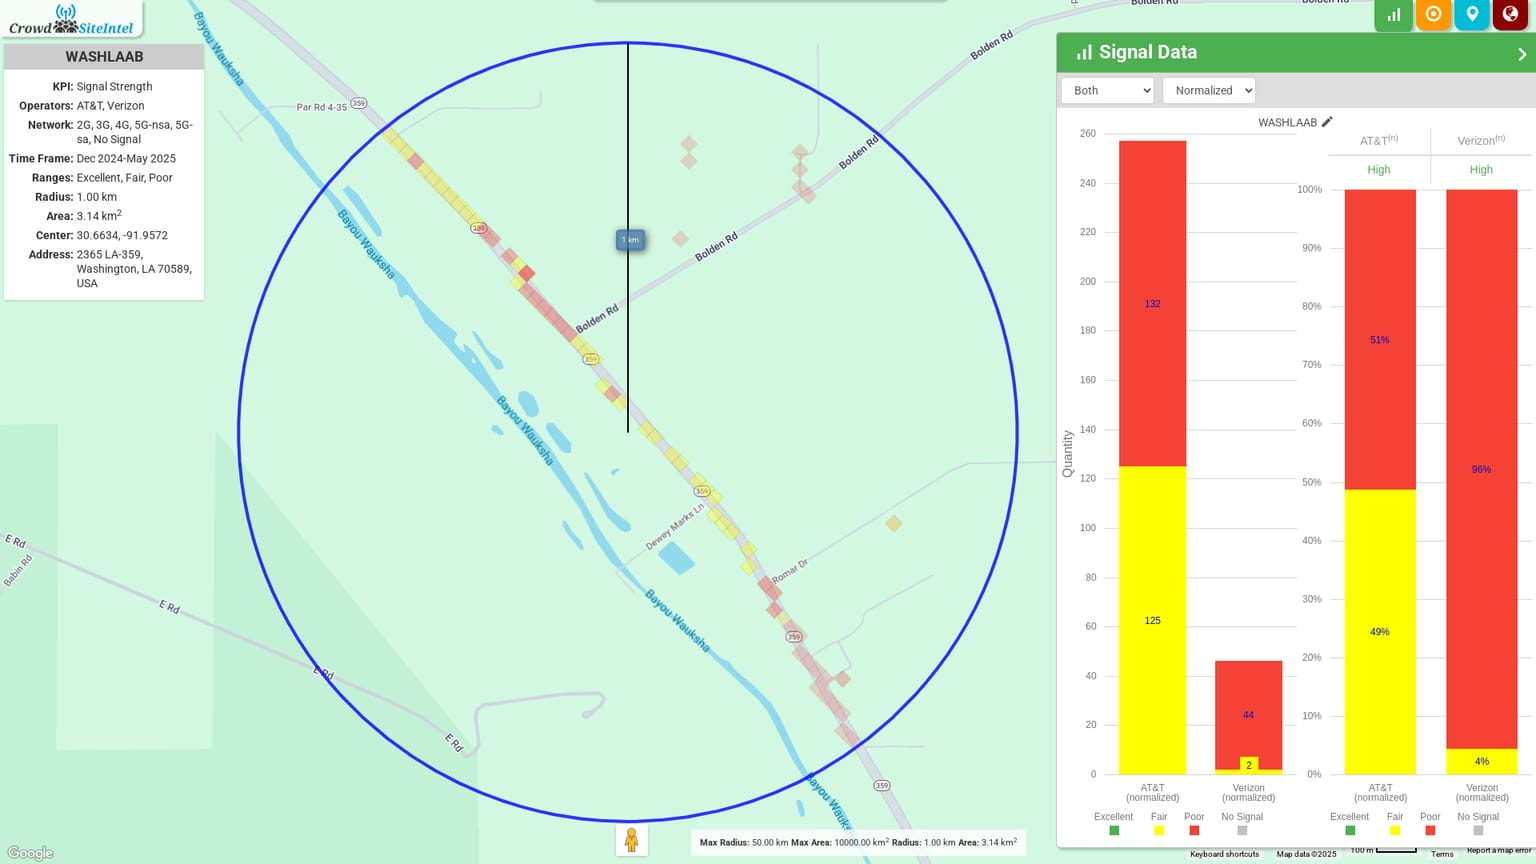 Crowd SiteIntel
WASHLAAB
KPI: Signal Strength
Operators: AT&T, Verizon
Network: 2G, 3G, 4G, 5G-nsa, 5G-
sa, No Signal
Time Frame: Dec 2024-May 2025
Ranges: Excellent, Fair, Poor
Radius: 1.00 km
Area: 3.14 km2
Center: 30.6634, -91.9572
Address: 2365 LA-359,
Washington, LA 70589,
USA
Bayou Wauksha
Par Rd 4-35
359
Bolden Rd
Bolden Rd
Bolden Rd
Bolden Rd
Bolden Rd
Bolden Rd
1 km
359
Bayou Wauksha
359
Bayou Wauksha
359
Dewey Marks Ln
Romar Dr
Bayou Wauksha
359
E Rd
Babin Rd
E Rd
E Rd
E Rd
359
Bayou Wauks
Google
Max Radius: 50.00 km Max Area: 10000.00 km2 Radius: 1.00 km Area: 3.14 km2
Signal Data
Both
Normalized
WASHLAAB
Quantity
260
240
220
200
180
160
140
120
100
80
60
40
20
0
132
125
44
2
AT&T
(normalized)
Verizon
(normalized)
Excellent Fair Poor No Signal
AT&T(n) Verizon(n)
High High
100%
90%
80%
70%
60%
50%
40%
30%
20%
10%
0%
51%
49%
96%
4%
AT&T
(normalized)
Verizon
(normalized)
Excellent Fair Poor No Signal
Keyboard shortcuts Map data ©2025 100 m Terms Report a map error